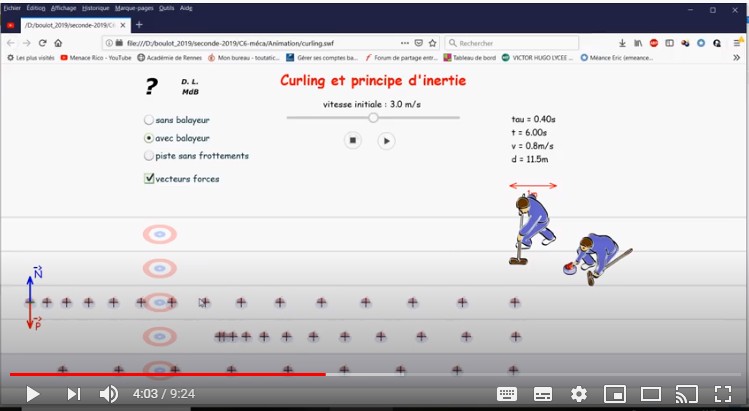 Fichier Édition Affichage Historique Marque-pages Outils Aide
/D:/boulot_2019/seconde-2019/C6
file:///D:/boulot_2019/seconde-2019/C6-méca/Animation/curling.swf
Rechercher
Les plus visités
Menace Rico - YouTube
Académie de Rennes
Mon bureau - toutatic...
Gérer ses comptes ba...
Forum de partage entr...
Tableau de bord
VICTOR HUGO LYCEE ...
Méance Eric (emeance...
?
D. L.
MdB
Curling et principe d'inertie
vitesse initiale : 3.0 m/s
sans balayeur
avec balayeur
piste sans frottements
vecteurs forces
tau = 0.40s
t = 6.00s
v = 0.8m/s
d = 11.5m
N
P
4:03 / 9:24